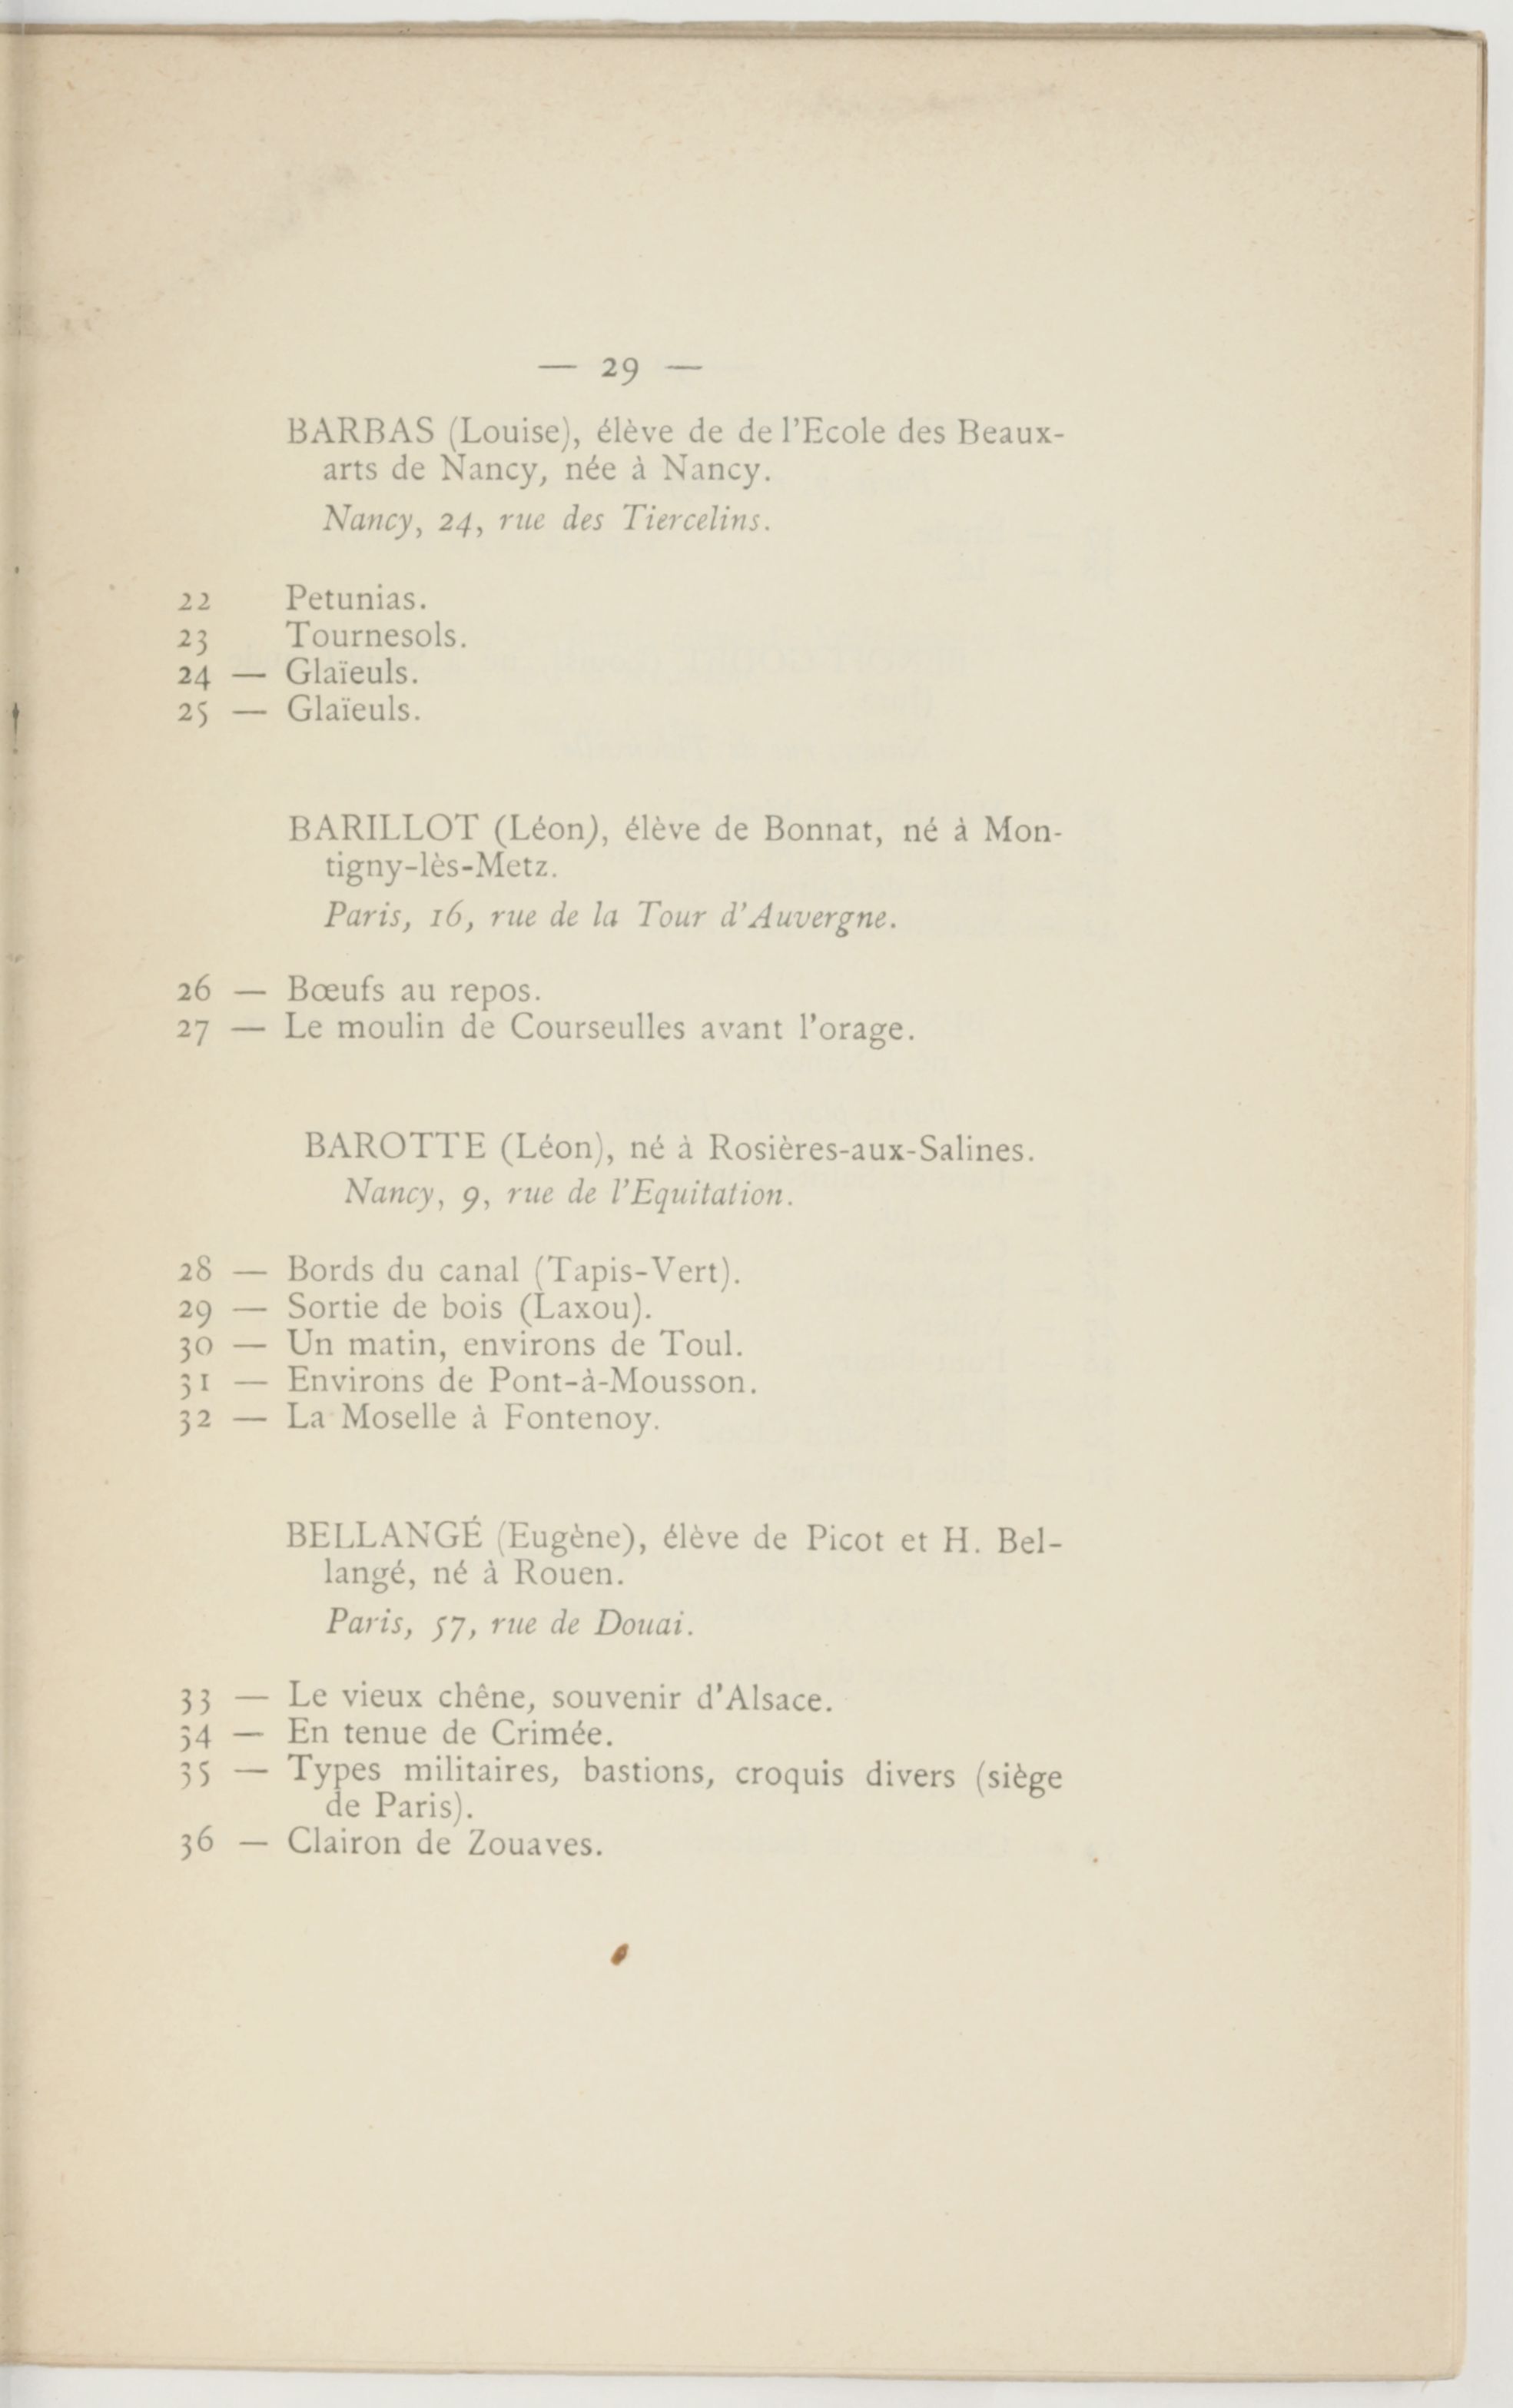 — 29 —
BARBAS (Louise), élève de de l'Ecole des Beaux-
arts de Nancy, née à Nancy.
Nancy, 24, rue des Tiercelins.
22 Petunias.
23 Tournesols.
24 — Glaïeuls.
25 — Glaïeuls.
BARILLOT (Léon), élève de Bonnat, né à Mon-
tigny-lès-Metz.
Paris, 16, rue de la Tour d'Auvergne.
26 — Bœufs au repos.
27 — Le moulin de Courseulles avant l'orage.
BAROTTE (Léon), né à Rosières-aux-Salines.
Nancy, 9, rue de l'Equitation.
28 — Bords du canal (Tapis-Vert).
29 — Sortie de bois (Laxou).
30 — Un matin, environs de Toul.
31 — Environs de Pont-à-Mousson.
32 — La Moselle à Fontenoy.
BELLANGÉ (Eugène), élève de Picot et H. Bel-
langé, né à Rouen.
Paris, 57, rue de Douai.
33 — Le vieux chêne, souvenir d'Alsace.
34 — En tenue de Crimée.
35 — Types militaires, bastions, croquis divers (siège
de Paris).
36 — Clairon de Zouaves.